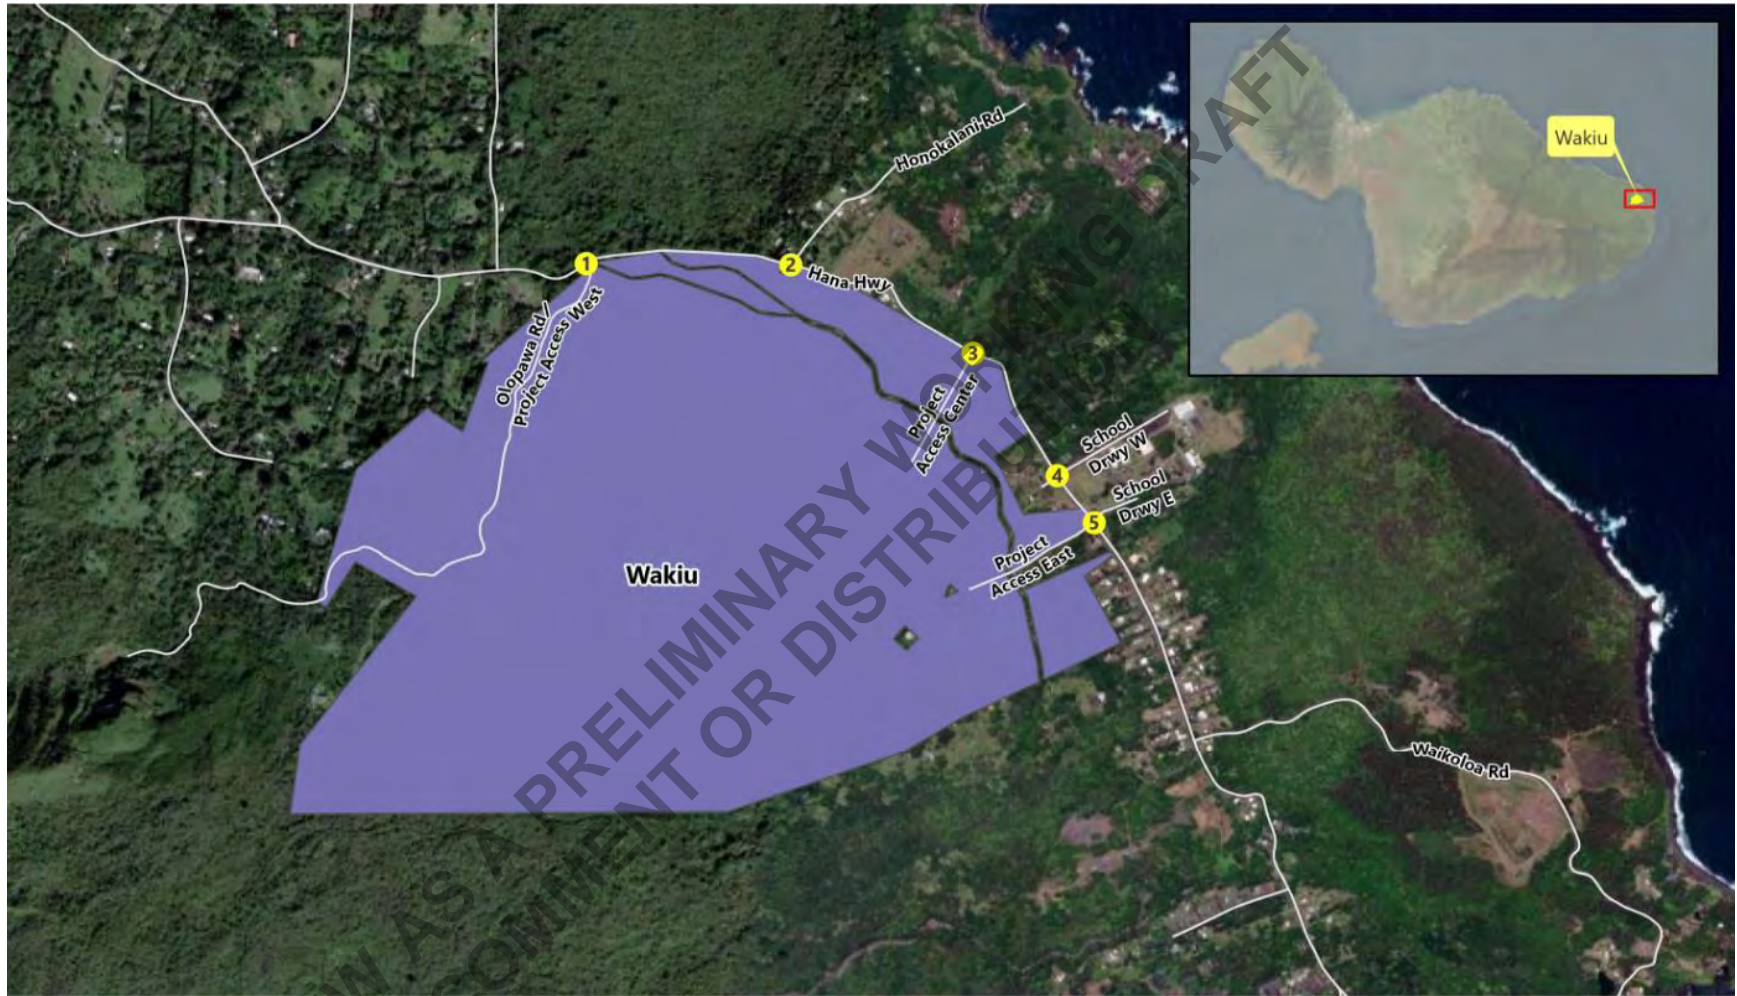 Wakiu
Honokalani Rd
Hana Hwy
1
2
3
4
5
Olopawa Rd /
Project Access West
Project
Access Center
School
Drwy W
School
Drwy E
Project
Access East
Wakiu
Waikoloa Rd
W AS A PRELIMINARY WORKING DRAFT
COMMENT OR DISTRIBUTION